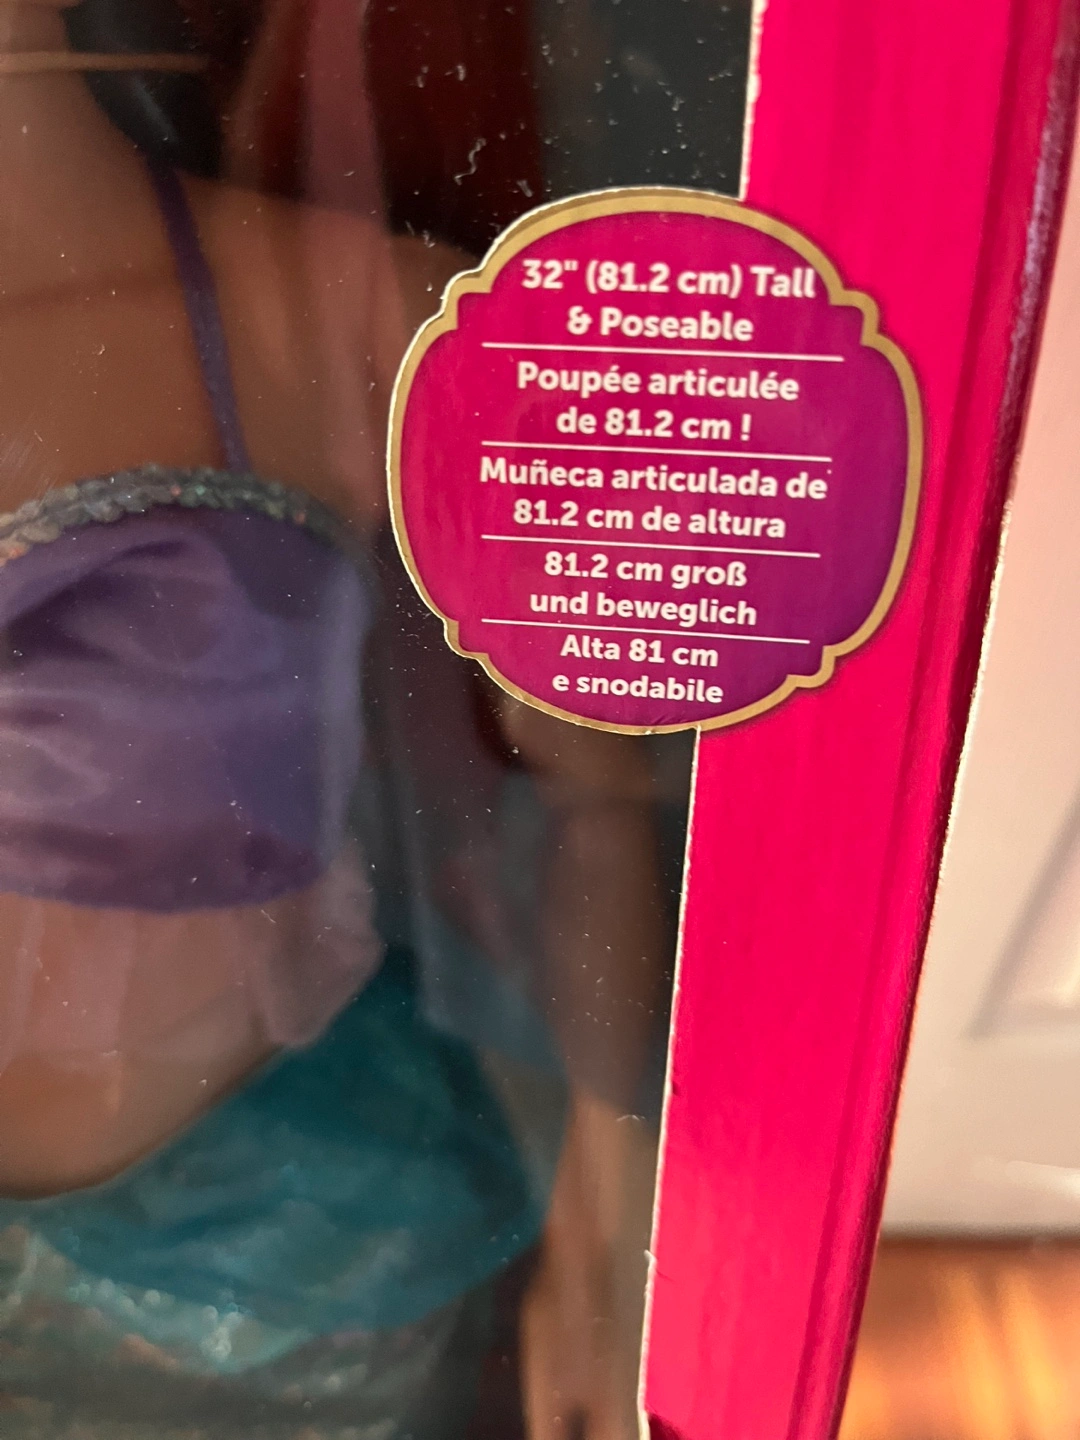 32" (81.2 cm) Tall
& Poseable
Poupée articulée
de 81.2 cm !
Muñeca articulada de
81.2 cm de altura
81.2 cm groß
und beweglich
Alta 81 cm
e snodabile